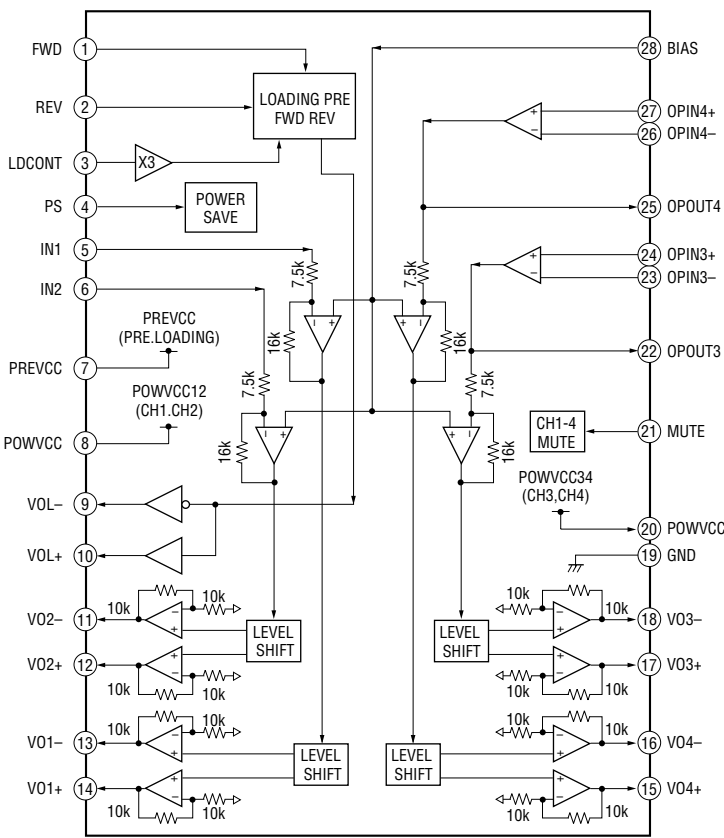 FWD 1
REV 2
LDCONT 3
PS 4
IN1 5
IN2 6
PREVCC 7
POWVCC 8
VOL– 9
VOL+ 10
VO2– 11
VO2+ 12
VO1– 13
VO1+ 14
LOADING PRE
FWD REV
X3
POWER
SAVE
PREVCC
(PRE.LOADING)
POWVCC12
(CH1.CH2)
7.5k
16k
– +
7.5k
16k
– +
7.5k
16k
+ –
7.5k
16k
+ –
10k
10k
–
+
LEVEL
SHIFT
+
–
10k
10k
10k
10k
–
+
LEVEL
SHIFT
+
–
10k
10k
10k
10k
–
+
LEVEL
SHIFT
+
–
10k
10k
10k
10k
–
+
LEVEL
SHIFT
+
–
10k
10k
+
–
+
–
CH1-4
MUTE
POWVCC34
(CH3,CH4)
28 BIAS
27 OPIN4+
26 OPIN4–
25 OPOUT4
24 OPIN3+
23 OPIN3–
22 OPOUT3
21 MUTE
20 POWVCC
19 GND
18 VO3–
17 VO3+
16 VO4–
15 VO4+